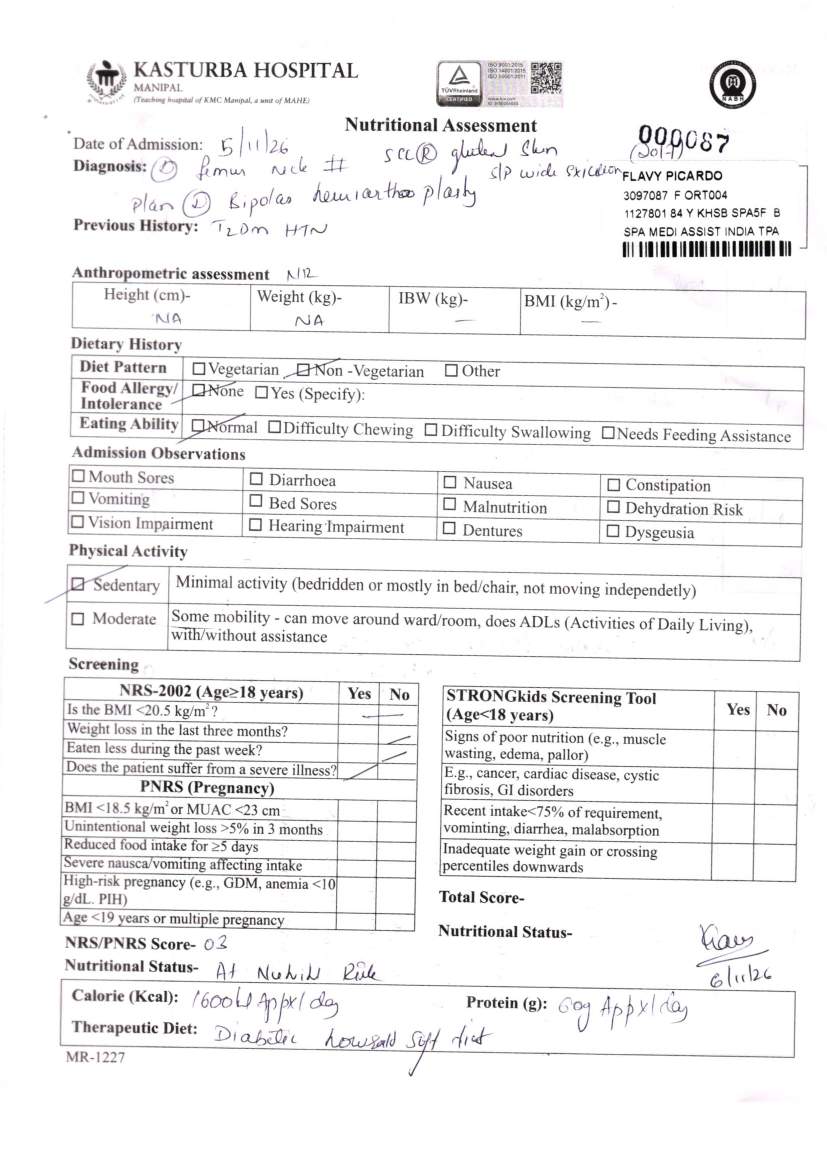 KASTURBA HOSPITAL
MANIPAL
(Teaching hospital of KMC Manipal, a unit of MAHE)
TÜVRheinland
CERTIFIED
ISO 9001:2015
ISO 14001:2015
NABH
Nutritional Assessment
000087
Date of Admission: 5/11/26
SCC (R) gluteal Skin
Diagnosis: femur neck #
S/P wide excision
plan Bipolar hemiarthroplasty
Previous History: T2DM HTN
FLAVY PICARDO
3097087 F ORT004
1127801 84 Y KHSB SPA5F B
SPA MEDI ASSIST INDIA TPA
Anthropometric assessment
Height (cm)- NA
Weight (kg)- NA
IBW (kg)- —
BMI (kg/m²) - —
Dietary History
Diet Pattern ☐ Vegetarian ☑ Non -Vegetarian ☐ Other
Food Allergy/ Intolerance ☑ None ☐ Yes (Specify):
Eating Ability ☑ Normal ☐ Difficulty Chewing ☐ Difficulty Swallowing ☐ Needs Feeding Assistance
Admission Observations
☐ Mouth Sores ☐ Diarrhoea ☐ Nausea ☐ Constipation
☐ Vomiting ☐ Bed Sores ☐ Malnutrition ☐ Dehydration Risk
☐ Vision Impairment ☐ Hearing Impairment ☐ Dentures ☐ Dysgeusia
Physical Activity
☑ Sedentary Minimal activity (bedridden or mostly in bed/chair, not moving independetly)
☐ Moderate Some mobility - can move around ward/room, does ADLs (Activities of Daily Living),
with/without assistance
Screening
NRS-2002 (Age≥18 years) Yes No
Is the BMI <20.5 kg/m²?
Weight loss in the last three months?
Eaten less during the past week?
Does the patient suffer from a severe illness?
PNRS (Pregnancy)
BMI <18.5 kg/m² or MUAC <23 cm
Unintentional weight loss >5% in 3 months
Reduced food intake for ≥5 days
Severe nausca/vomiting affecting intake
High-risk pregnancy (e.g., GDM, anemia <10
g/dL. PIH)
Age <19 years or multiple pregnancy
STRONGkids Screening Tool
(Age<18 years) Yes No
Signs of poor nutrition (e.g., muscle
wasting, edema, pallor)
E.g., cancer, cardiac disease, cystic
fibrosis, GI disorders
Recent intake<75% of requirement,
vominting, diarrhea, malabsorption
Inadequate weight gain or crossing
percentiles downwards
Total Score-
Nutritional Status-
NRS/PNRS Score- 03
Nutritional Status- At Risk
6/11/26
Calorie (Kcal): 1600 Appx/day
Protein (g): 60g Appx/day
Therapeutic Diet: Diabetic soft diet
MR-1227